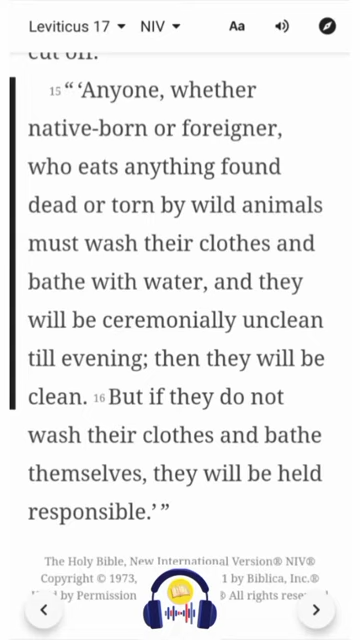 Leviticus 17 NIV Aa
cut off.
15 “ ‘Anyone, whether
native-born or foreigner,
who eats anything found
dead or torn by wild animals
must wash their clothes and
bathe with water, and they
will be ceremonially unclean
till evening; then they will be
clean. 16 But if they do not
wash their clothes and bathe
themselves, they will be held
responsible.’ ”
The Holy Bible, New International Version® NIV®
Copyright © 1973, 1 by Biblica, Inc.®
by Permission ® All rights